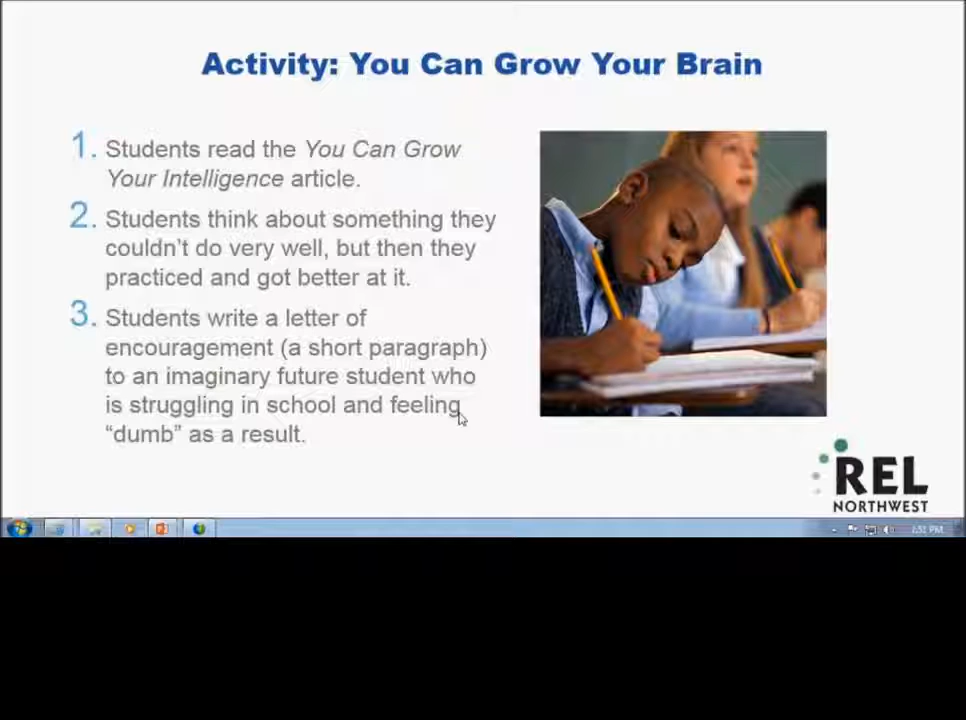 Activity: You Can Grow Your Brain
1. Students read the You Can Grow
Your Intelligence article.
2. Students think about something they
couldn't do very well, but then they
practiced and got better at it.
3. Students write a letter of
encouragement (a short paragraph)
to an imaginary future student who
is struggling in school and feeling
“dumb” as a result.
REL
NORTHWEST